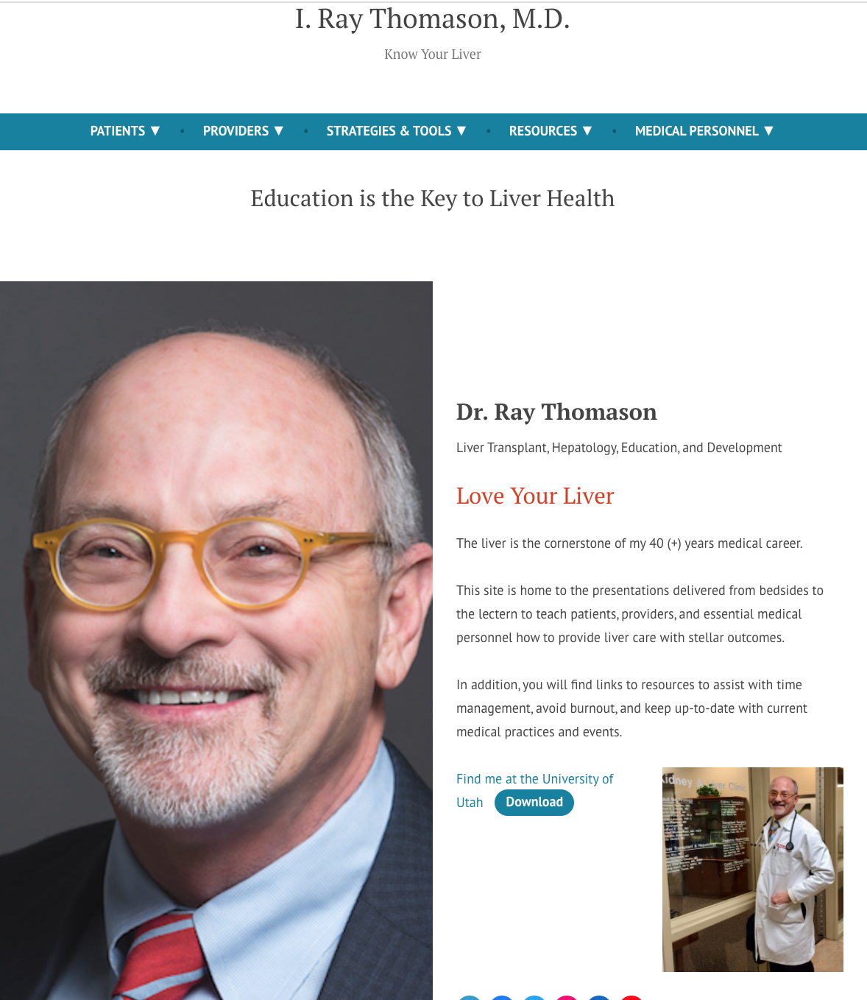 I. Ray Thomason, M.D.
Know Your Liver
PATIENTS ▼ • PROVIDERS ▼ • STRATEGIES & TOOLS ▼ • RESOURCES ▼ • MEDICAL PERSONNEL ▼
Education is the Key to Liver Health
Dr. Ray Thomason
Liver Transplant, Hepatology, Education, and Development
Love Your Liver
The liver is the cornerstone of my 40 (+) years medical career.
This site is home to the presentations delivered from bedsides to
the lectern to teach patients, providers, and essential medical
personnel how to provide liver care with stellar outcomes.
In addition, you will find links to resources to assist with time
management, avoid burnout, and keep up-to-date with current
medical practices and events.
Find me at the University of
Utah Download
Kidney & Liver Clinic